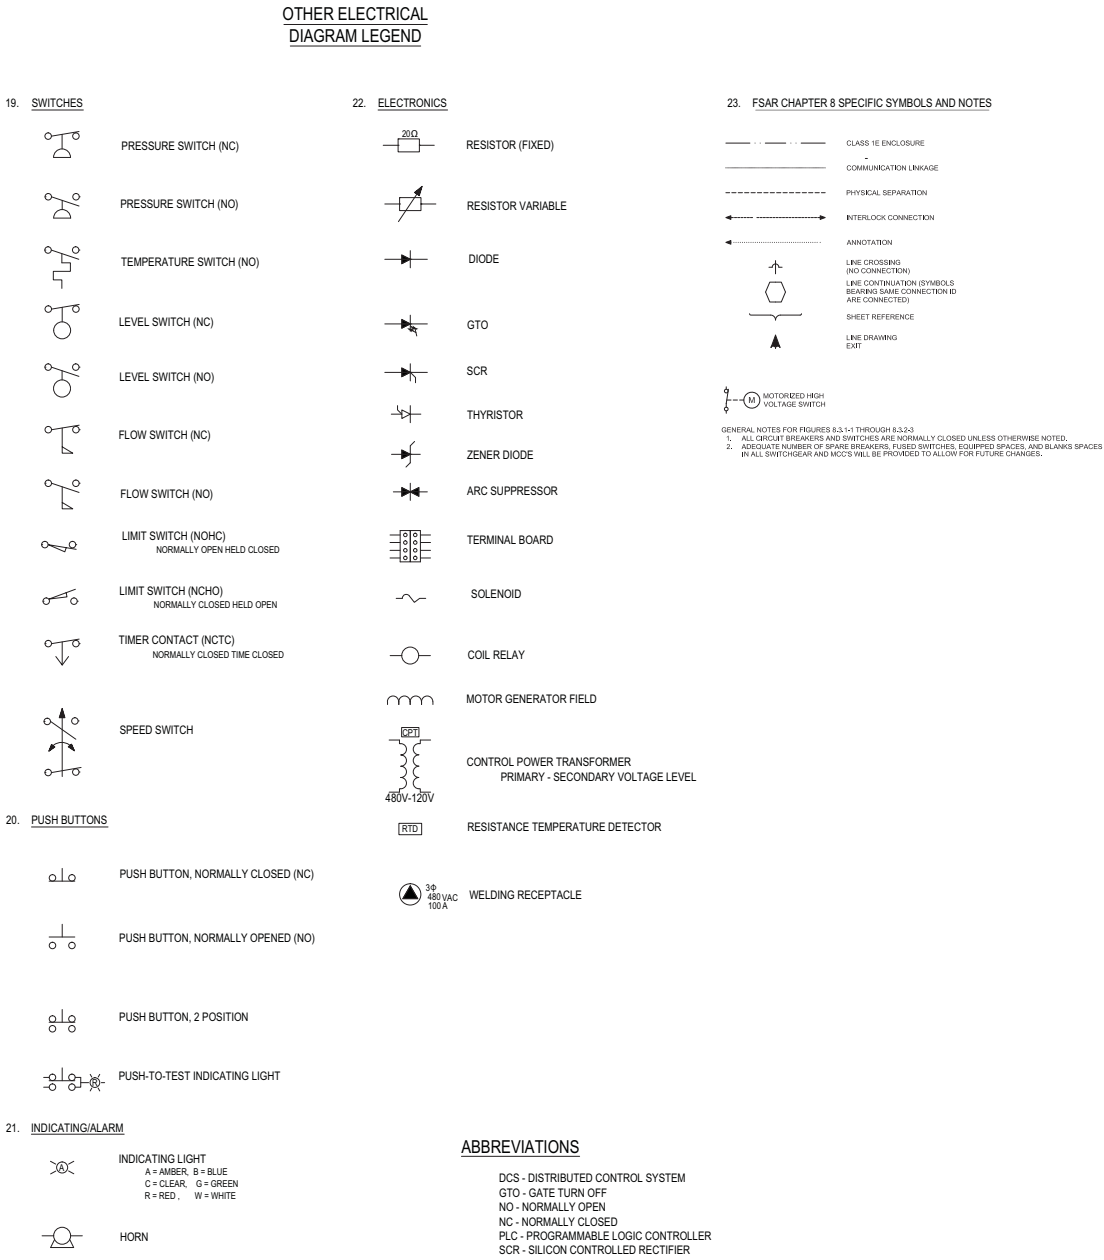 OTHER ELECTRICAL
DIAGRAM LEGEND
19. SWITCHES
PRESSURE SWITCH (NC)
PRESSURE SWITCH (NO)
TEMPERATURE SWITCH (NO)
LEVEL SWITCH (NC)
LEVEL SWITCH (NO)
FLOW SWITCH (NC)
FLOW SWITCH (NO)
LIMIT SWITCH (NOHC)
NORMALLY OPEN HELD CLOSED
LIMIT SWITCH (NCHO)
NORMALLY CLOSED HELD OPEN
TIMER CONTACT (NCTC)
NORMALLY CLOSED TIME CLOSED
SPEED SWITCH
20. PUSH BUTTONS
PUSH BUTTON, NORMALLY CLOSED (NC)
PUSH BUTTON, NORMALLY OPENED (NO)
PUSH BUTTON, 2 POSITION
R
PUSH-TO-TEST INDICATING LIGHT
21. INDICATING/ALARM
A
INDICATING LIGHT
A = AMBER, B = BLUE
C = CLEAR, G = GREEN
R = RED , W = WHITE
HORN
22. ELECTRONICS
20Ω
RESISTOR (FIXED)
RESISTOR VARIABLE
DIODE
GTO
SCR
THYRISTOR
ZENER DIODE
ARC SUPPRESSOR
TERMINAL BOARD
SOLENOID
COIL RELAY
MOTOR GENERATOR FIELD
CPT
480V-120V
CONTROL POWER TRANSFORMER
PRIMARY - SECONDARY VOLTAGE LEVEL
RTD
RESISTANCE TEMPERATURE DETECTOR
3Φ
480 VAC
100 A
WELDING RECEPTACLE
23. FSAR CHAPTER 8 SPECIFIC SYMBOLS AND NOTES
CLASS 1E ENCLOSURE
COMMUNICATION LINKAGE
PHYSICAL SEPARATION
INTERLOCK CONNECTION
ANNOTATION
LINE CROSSING
(NO CONNECTION)
LINE CONTINUATION (SYMBOLS
BEARING SAME CONNECTION ID
ARE CONNECTED)
SHEET REFERENCE
LINE DRAWING
EXIT
M
MOTORIZED HIGH
VOLTAGE SWITCH
GENERAL NOTES FOR FIGURES 8.3.1-1 THROUGH 8.3.2-3
1. ALL CIRCUIT BREAKERS AND SWITCHES ARE NORMALLY CLOSED UNLESS OTHERWISE NOTED.
2. ADEQUATE NUMBER OF SPARE BREAKERS, FUSED SWITCHES, EQUIPPED SPACES, AND BLANKS SPACES
IN ALL SWITCHGEAR AND MCC'S WILL BE PROVIDED TO ALLOW FOR FUTURE CHANGES.
ABBREVIATIONS
DCS - DISTRIBUTED CONTROL SYSTEM
GTO - GATE TURN OFF
NO - NORMALLY OPEN
NC - NORMALLY CLOSED
PLC - PROGRAMMABLE LOGIC CONTROLLER
SCR - SILICON CONTROLLED RECTIFIER